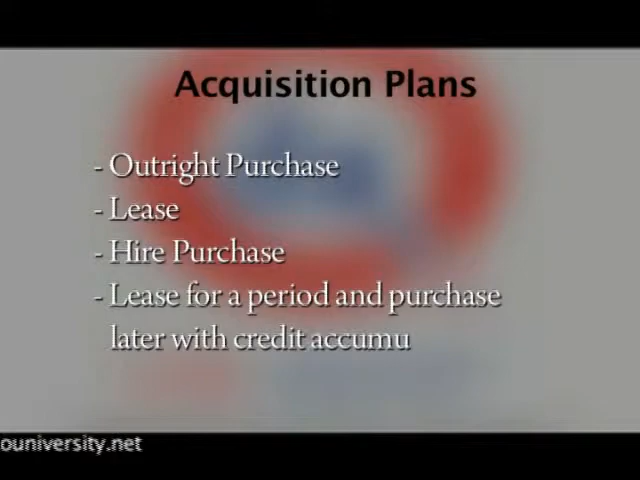 Acquisition Plans
- Outright Purchase
- Lease
- Hire Purchase
- Lease for a period and purchase
later with credit accumu
ouniversity.net